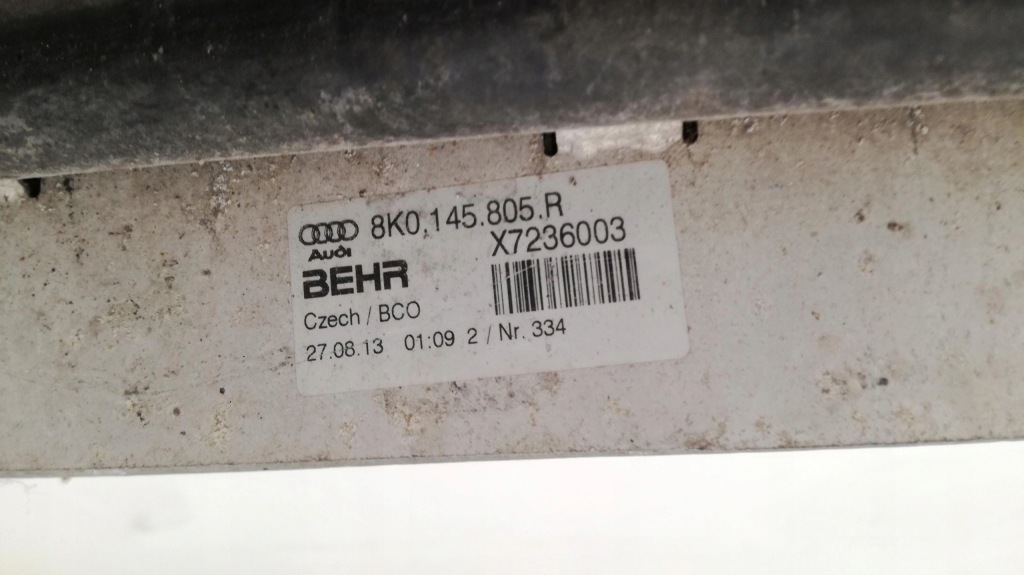 8K0.145.805.R
Audi
X7236003
BEHR
Czech / BCO
27.08.13 01:09 2 / Nr. 334